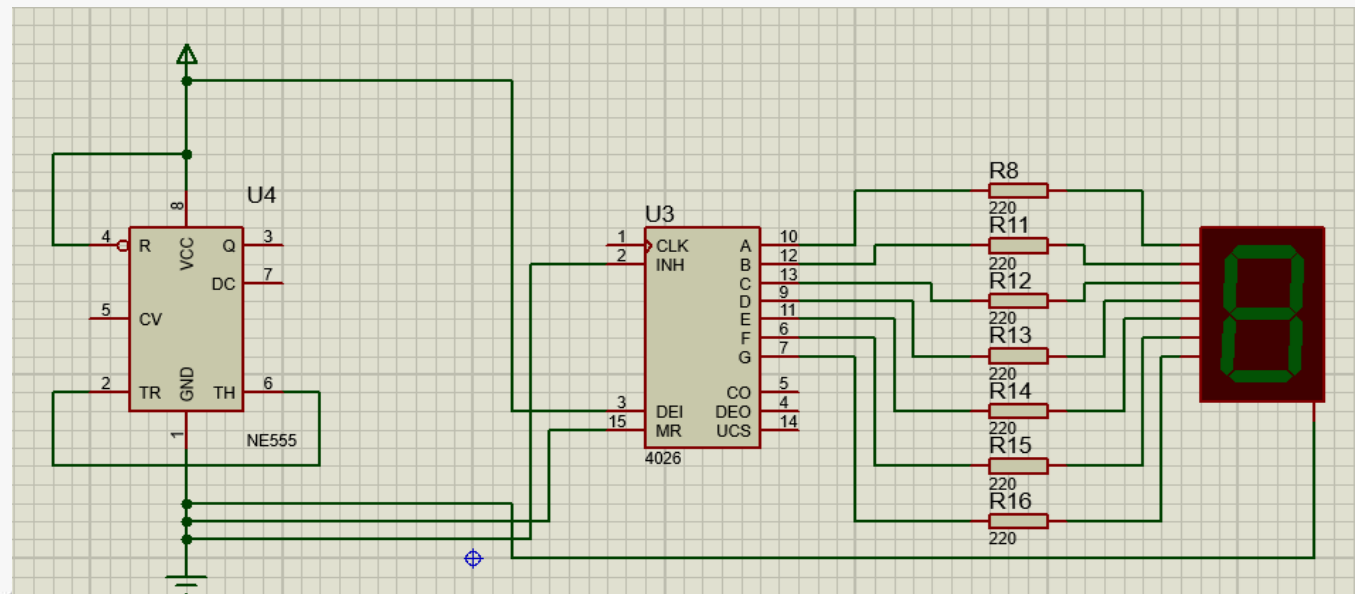 U4
8
4
R
VCC
Q
3
DC
7
5
CV
2
TR
GND
TH
6
1
NE555
U3
1
CLK
A
10
2
INH
B
12
C
13
D
9
E
11
F
6
G
7
CO
5
3
DEI
DEO
4
15
MR
UCS
14
4026
R8
220
R11
220
R12
220
R13
220
R14
220
R15
220
R16
220